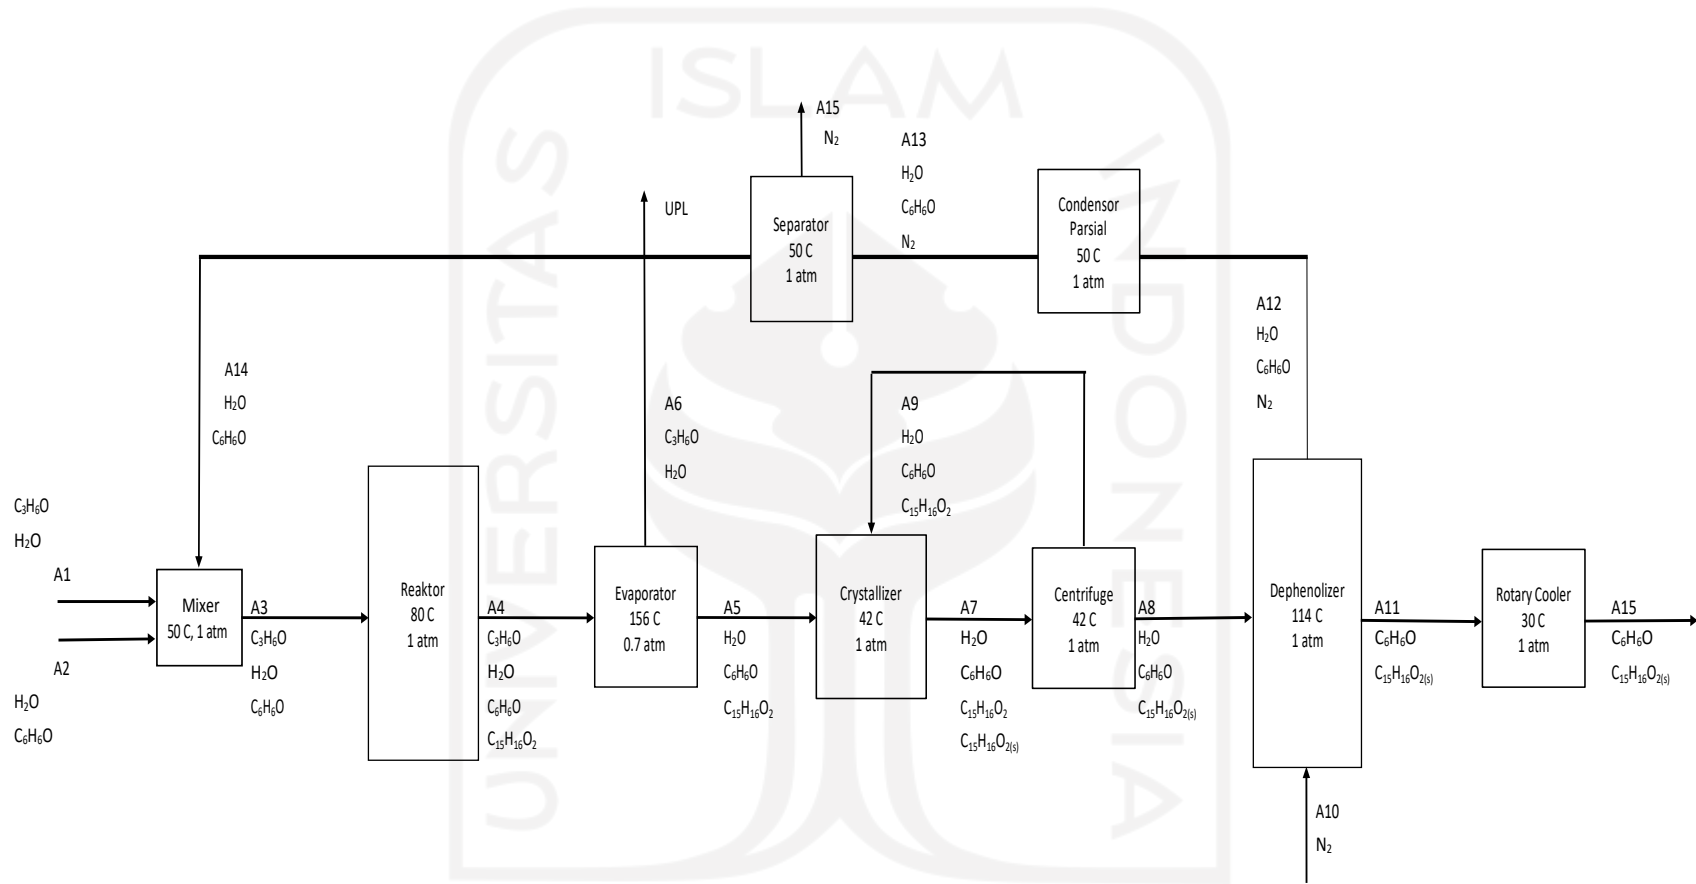 UNIVERSITAS
ISLAM
INDONESIA
A15
N₂
A13
H₂O
C₆H₆O
N₂
Separator
50 C
1 atm
Condensor
Parsial
50 C
1 atm
UPL
A12
H₂O
C₆H₆O
N₂
A14
H₂O
C₆H₆O
A6
C₃H₆O
H₂O
A9
H₂O
C₆H₆O
C₁₅H₁₆O₂
C₃H₆O
H₂O
A1
A2
H₂O
C₆H₆O
Mixer
50 C, 1 atm
A3
C₃H₆O
H₂O
C₆H₆O
Reaktor
80 C
1 atm
A4
C₃H₆O
H₂O
C₆H₆O
C₁₅H₁₆O₂
Evaporator
156 C
0.7 atm
A5
H₂O
C₆H₆O
C₁₅H₁₆O₂
Crystallizer
42 C
1 atm
A7
H₂O
C₆H₆O
C₁₅H₁₆O₂
C₁₅H₁₆O₂₍ₛ₎
Centrifuge
42 C
1 atm
A8
H₂O
C₆H₆O
C₁₅H₁₆O₂₍ₛ₎
Dephenolizer
114 C
1 atm
A11
C₆H₆O
C₁₅H₁₆O₂₍ₛ₎
Rotary Cooler
30 C
1 atm
A15
C₆H₆O
C₁₅H₁₆O₂₍ₛ₎
A10
N₂